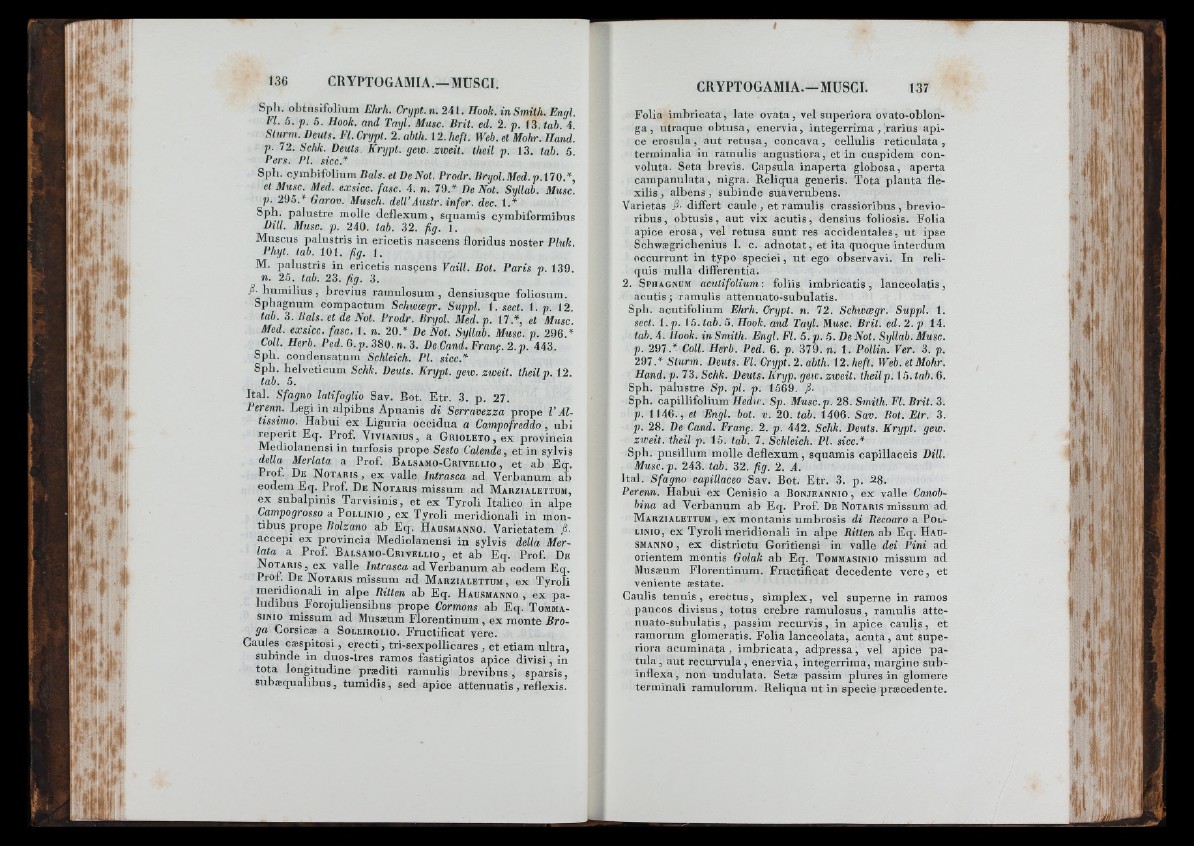 136 CRYPTOGAMIA.—MUSCI.
Sph. obtusifolium Ehrh. Crypt. n. 241. Hook. in Smith. Engl.
Fl. 5. p. 5. Hook. and Tayl. Musc. Brit. ed. 2. p. 13. tab. 4.
Sturm. Deuts. Fl. Crypt. 2. abth. 12. heft. Web. et Mohr. Hand.
p. 72. Schk. Deuts. Krypt. gew. zweit. theil p. 13. tab. 5.
Pers. Pl. sicc.*
Sph. cymbifolium Bals. et De Not. Prodr. Bryol. Med. p. 170.*,
et Musc. Med. exsicc. fasc. 4. n. 79.* De Not. Syllab. Musc.
p. 295.* Garov. Musch. dell'Austr. infer. dec. 1.*
Sph. palustre molle deflexum, squamis cymbiformibus
Dill. Musc. p. 240. tab. 32. fig. 1.
Muscus palustris in ericetis nascens floridus noster Pluk.
Phyt. tab. 101. fig. 1.
M. palustris in ericetis nasçens Vaill. Bot. Paris p. 139.
n. 25. tab. 23. fig. 3.
β. humilius, brevius ramulosum, densiusque foliosum.
Sphagnum compactum Schwægr. Suppl. 1. sect. 1. p. 12.
tab. 3. Bals. et de Not. Prodr. Bryol. Med. p. 17.*, et Musc.
Med. exsicc. fasc. 1. n. 20.* De Not. Syllab. Musc. p. 296.*
Coll. Herb. Ped. 6. p. 380. n. 3. De Cand. Franç. 2. p. 443.
Sph. condensatum Schleich. Pl. sicc.*
Sph. helveticum Schk. Deuts. Krypt. gew. zweit. theil p. 12.
tab. 5.
Ital. Sfagno latifoglio Sav. Bot. Etr. 3. p. 27.
Perenn. Legi in alpibus Apuanis di Serravezza prope l'Al-
tissimo. Habui ex Liguria occidua a Campofreddo, ubi
reperit Eq. Prof. Vivianius, a Grioleto, ex provincia
Mediolanensi in turfosis prope Sesto Calende, et in sylvis
della Merlata a Prof. Balsamo-Crivellio, et ab Eq.
Prof. De Notaris, ex valle Intrasca ad Verbanum ab
eodem Eq. Prof. De Notaris missum ad Marzialettum,
ex subalpinis Tarvisinis, et ex Tyroli Italico in alpe
Campogrosso a Pollinio, ex Tyroli meridionali in mon-
tibus prope Bolzano ab Eq. Hausmanno. Varietatem β.
accepi ex provincia Mediolanensi in sylvis della Mer-
lata a Prof. Balsamo-Crivellio, et ab Eq. Prof. De
Notaris, ex valle Intrasca ad Verbanum ab eodem Eq.
Prof. De Notaris missum ad Marzialettum, ex Tyroli
meridionali in alpe Ritten ab Eq. Hausmanno, ex pa-
ludibus Forojuliensibus prope Cormons ab Eq. Tomma-
sinio missum ad Musæum Florentinum, ex monte Bro-
ga Corsicæ a Soleirolio. Fructificat vere.
Caules cæspitosi, erecti, tri-sexpollicares, et etiam ultra,
subinde in duos-tres ramos fastigiatos apice divisi, in
tota longitudine præditi ramulis brevibus, sparsis,
subæqualibus, tumidis, sed apice attenuatis, reflexis.
CRYPTOGAMIA.—MUSCI. 137
Folia imbricata, late ovata, vel superiora ovato-oblon-
ga, utraque obtusa, enervia, integerrima, rarius api-
ce erosula, aut retusa, concava, cellulis reticulata,
terminalia in ramulis angustiora, et in cuspidem con-
voluta. Seta brevis. Capsula inaperta globosa, aperta
campanulata, nigra. Reliqua generis. Tota planta fle-
xilis, albens, subinde suaverubens.
Varietas β. differt caule, et ramulis crassioribus, brevio-
ribus, obtusis, aut vix acutis, densius foliosis. Folia
apice erosa, vel retusa sunt res accidentales, ut ipse
Schwægrichenius l. c. adnotat, et ita quoque interdum
occurrunt in typo speciei, ut ego observavi. In reli-
quis nulla differentia.
2. Sphagnum acutifolium: foliis imbricatis, lanceolatis,
acutis; ramulis attenuato-subulatis.
Sph. acutifolium Ehrh. Crypt. n. 72. Schwægr. Suppl. 1.
sect. 1. p. 15. tab. 5. Hook. and Tayl. Musc. Brit. ed. 2. p 14.
tab. 4. Hook. in Smith. Engl. Fl. 5. p. 5. De Not. Syllab. Musc.
p. 297.* Coll. Herb. Ped. 6. p. 379. n. 1. Pollin. Ver. 3. p.
297.* Sturm. Deuts. Fl. Crypt. 2. abth. 12. heft. Web. et Mohr.
Hand. p. 73. Schk. Deuts. Kryp. gew. zweit. theil p. 15. tab. 6.
Sph. palustre Sp. pl. p. 1569. β.
Sph. capillifolium Hedw. Sp. Musc. p. 28. Smith. Fl. Brit. 3.
p. 1146., et Engl. bot. v. 20. tab. 1406. Sav. Bot. Etr. 3.
p. 28. De Cand. Franç. 2. p. 442. Schk. Deuts. Krypt. gew.
zweit. theil p. 15. tab. 7. Schleich. Pl. sicc.*
Sph. pusillum molle deflexum, squamis capillaceis Dill.
Musc. p. 243. tab. 32. fig. 2. A.
Ital. Sfagno capillaceo Sav. Bot. Etr. 3. p. 28.
Perenn. Habui ex Cenisio a Bonjeannio, ex valle Canob-
bina ad Verbanum ab Eq. Prof. De Notaris missum ad
Marzialettum, ex montanis umbrosis di Recoaro a Pol-
linio, ex Tyroli meridionali in alpe Ritten ab Eq. Hau-
smanno, ex districtu Goritiensi in valle dei Pini ad
orientem montis Golak ab Eq. Tommasinio missum ad
Musæum Florentinum. Fructificat decedente vere, et
veniente æstate.
Caulis tenuis, erectus, simplex, vel superne in ramos
paucos divisus, totus crebre ramulosus, ramulis atte-
nuato-subulatis, passim recurvis, in apice caulis, et
ramorum glomeratis. Folia lanceolata, acuta, aut supe-
riora acuminata, imbricata, adpressa, vel apice pa-
tula, aut recurvula, enervia, integerrima, margine sub-
inflexa, non undulata. Setæ passim plures in glomere
terminali ramulorum. Reliqua ut in specie præcedente.